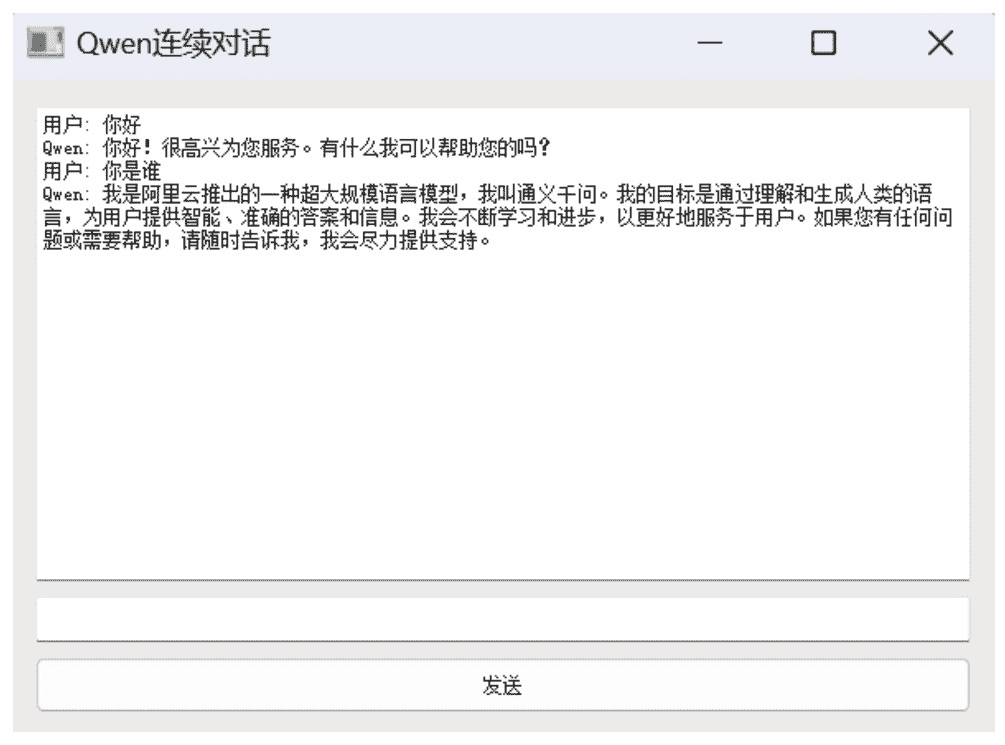 Qwen连续对话
用户: 你好
Qwen: 你好! 很高兴为您服务。有什么我可以帮助您的吗?
用户: 你是谁
Qwen: 我是阿里云推出的一种超大规模语言模型，我叫通义千问。我的目标是通过理解和生成人类的语
言，为用户提供智能、准确的答案和信息。我会不断学习和进步，以更好地服务于用户。如果您有任何问
题或需要帮助，请随时告诉我，我会尽力提供支持。
发送